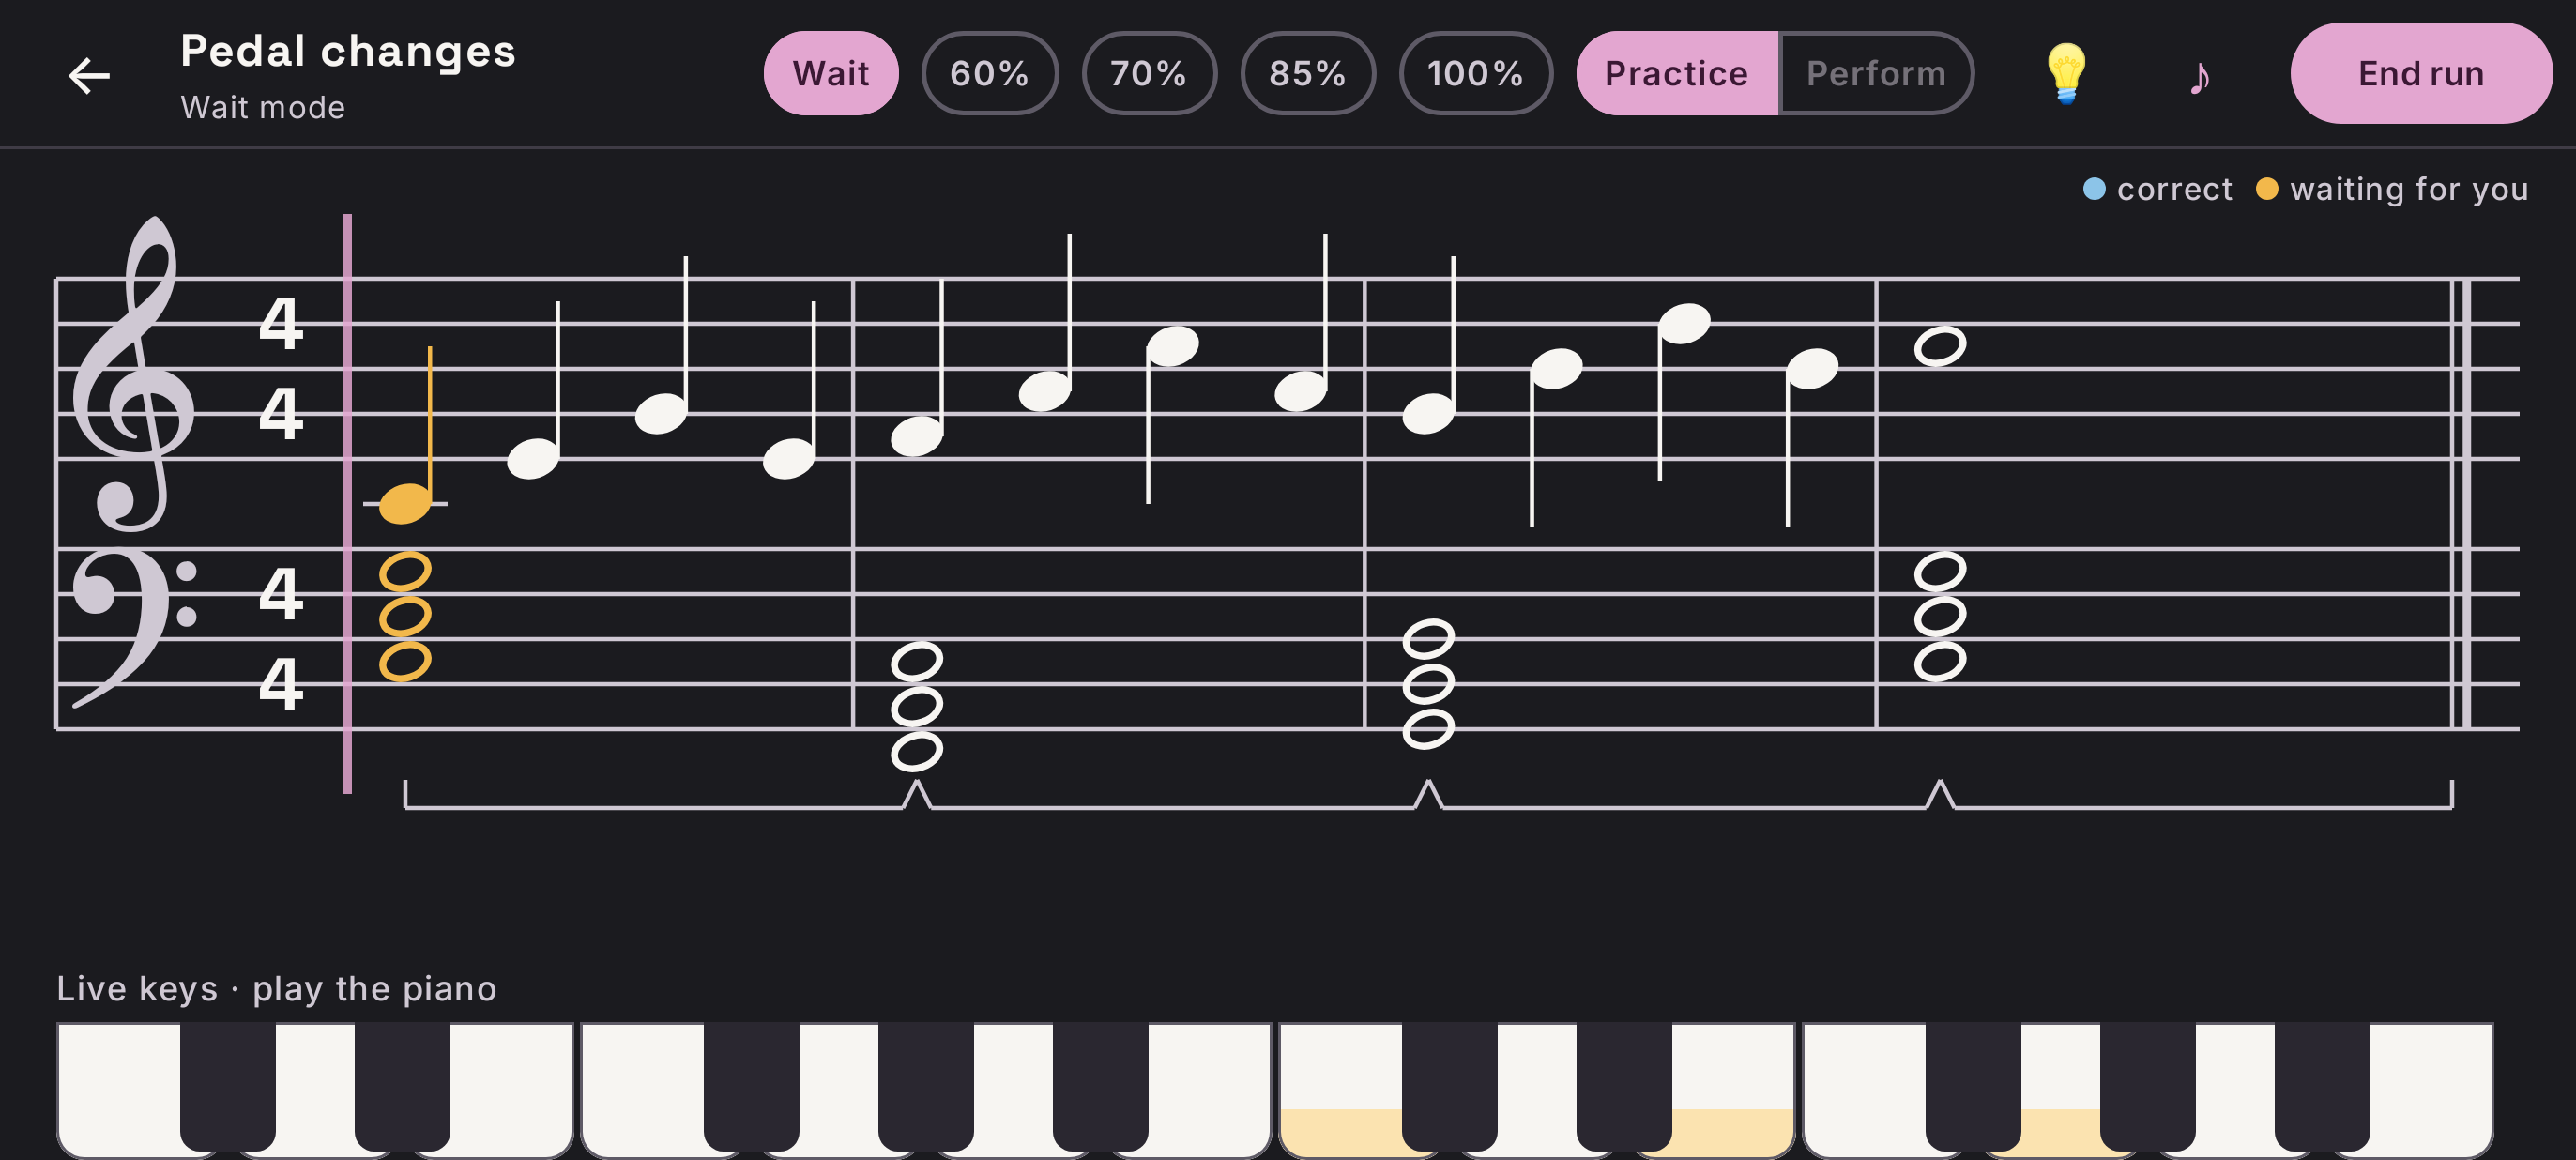 Pedal changes
Wait mode
Wait 60% 70% 85% 100% Practice Perform End run
correct waiting for you
4
4
4
4
Live keys · play the piano